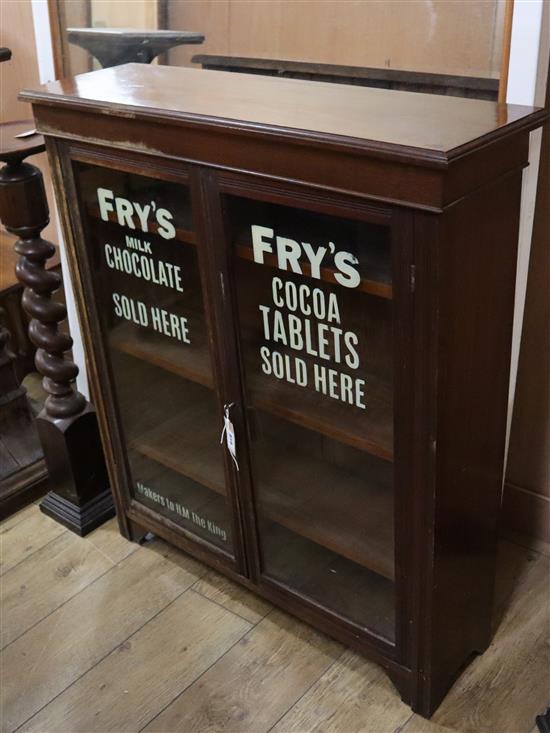 FRY'S
MILK
CHOCOLATE
SOLD HERE
Makers to H.M The King
FRY'S
COCOA
TABLETS
SOLD HERE